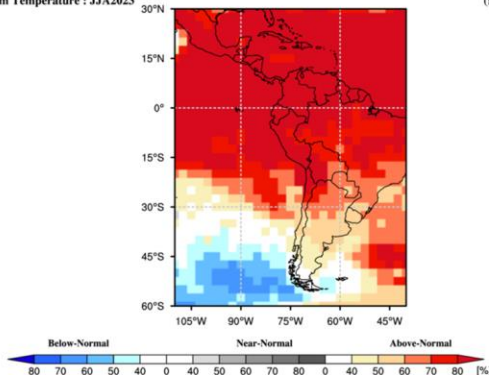 Temperature : JJA2023
30°N
15°N
0°
15°S
30°S
45°S
60°S
105°W 90°W 75°W 60°W 45°W
Below-Normal Near-Normal Above-Normal
80 70 60 50 40 0 40 50 60 70 80 0 40 50 60 70 80 [%